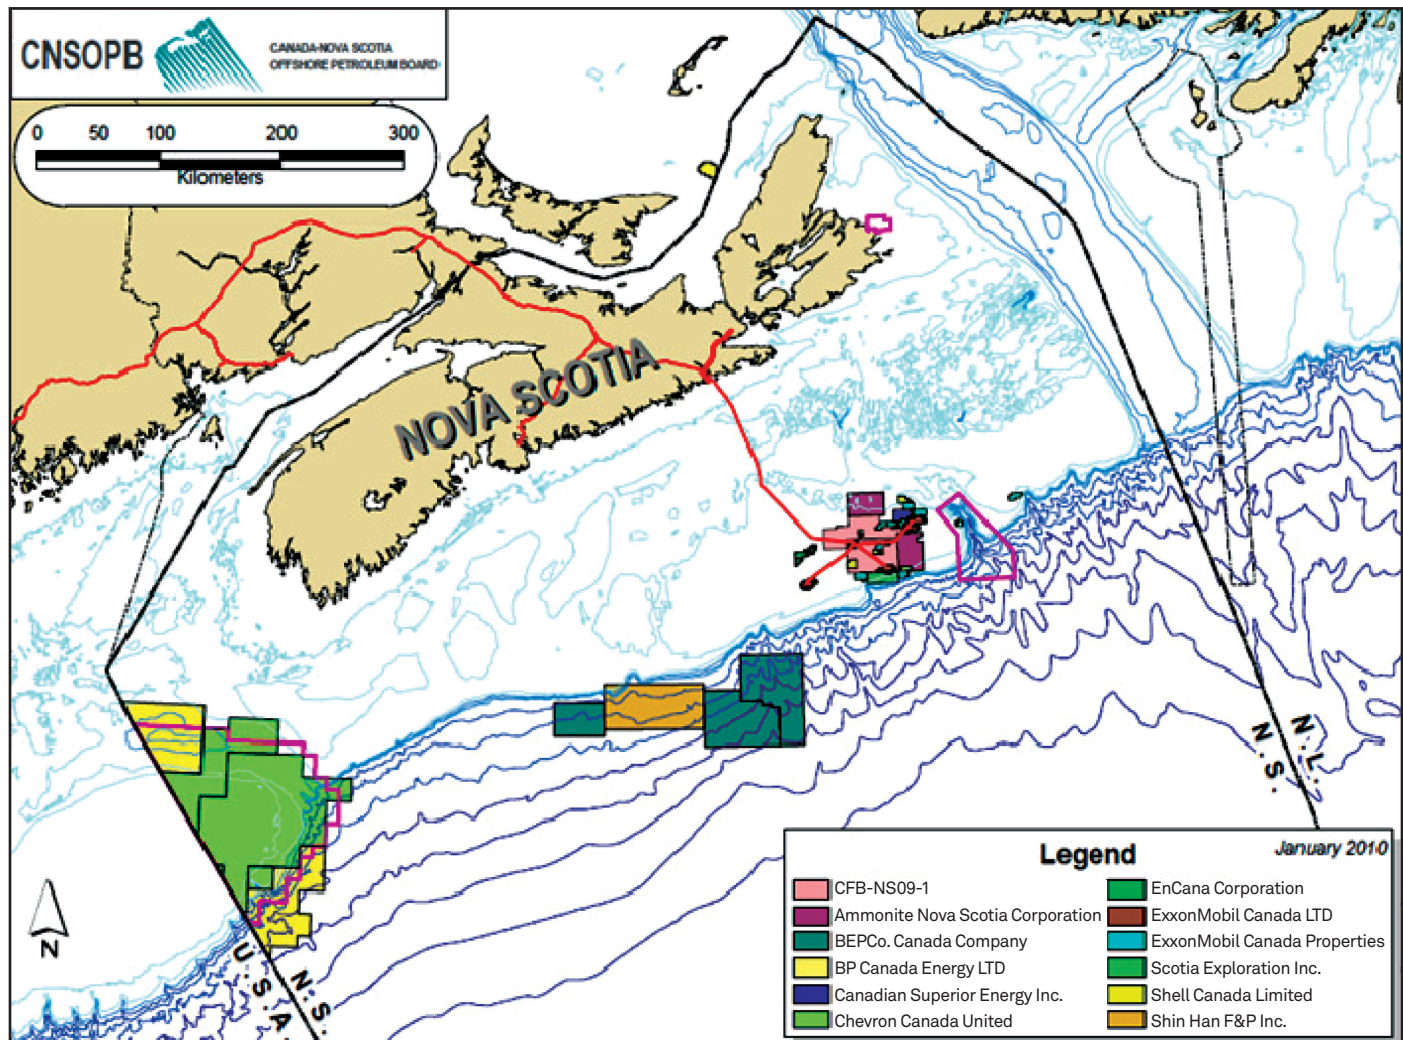 CNSOPB
CANADA-NOVA SCOTIA
OFFSHORE PETROLEUM BOARD
0 50 100 200 300
Kilometers
NOVA SCOTIA
N.L.
N.S.
N
U.S.A.
N.S.
Legend
January 2010
CFB-NS09-1
Ammonite Nova Scotia Corporation
BEPCo. Canada Company
BP Canada Energy LTD
Canadian Superior Energy Inc.
Chevron Canada United
EnCana Corporation
ExxonMobil Canada LTD
ExxonMobil Canada Properties
Scotia Exploration Inc.
Shell Canada Limited
Shin Han F&P Inc.